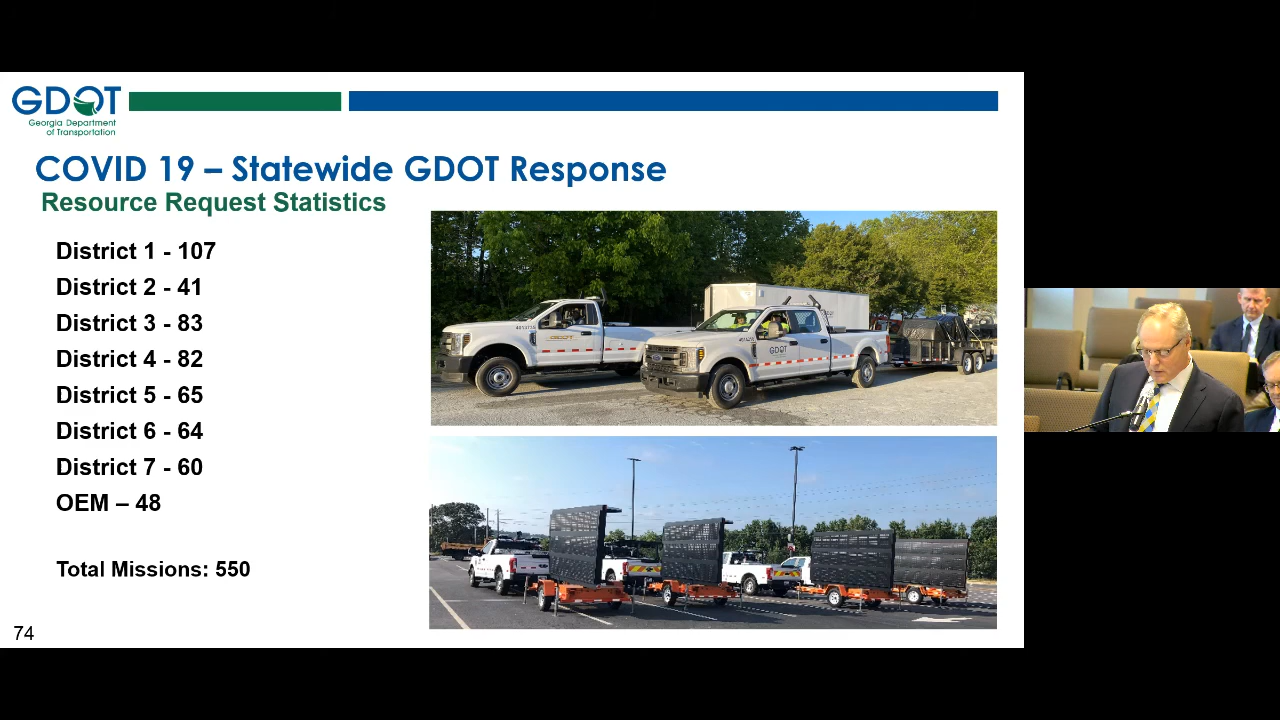 GDOT
Georgia Department
of Transportation
COVID 19 – Statewide GDOT Response
Resource Request Statistics
District 1 - 107
District 2 - 41
District 3 - 83
District 4 - 82
District 5 - 65
District 6 - 64
District 7 - 60
OEM – 48
Total Missions: 550
GDOT
GDOT
74